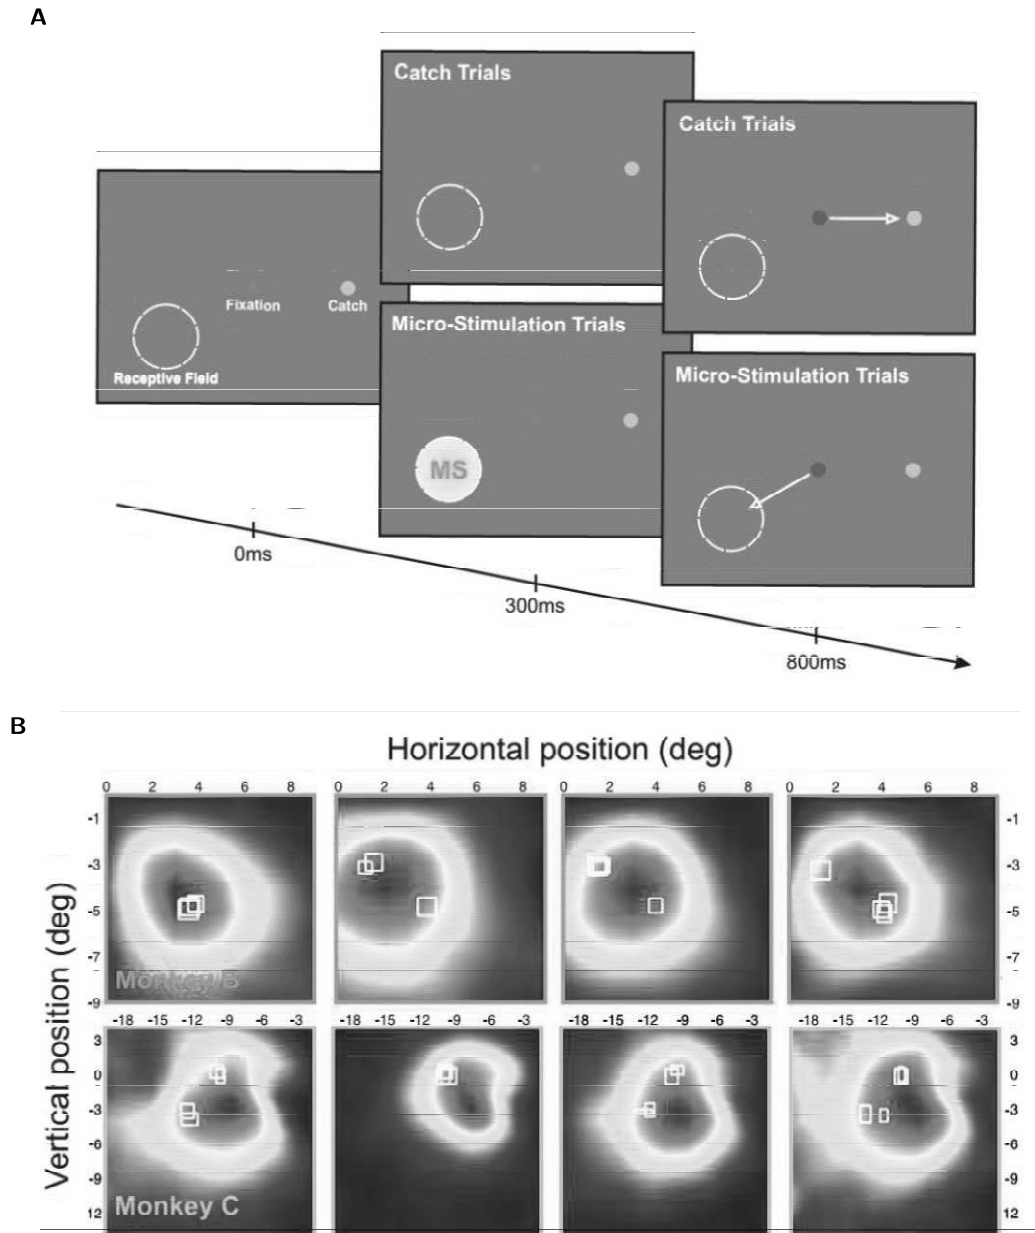 A
Catch Trials
Catch Trials
Fixation
Catch
Receptive Field
Micro-Stimulation Trials
MS
Micro-Stimulation Trials
0ms
300ms
800ms
B
Horizontal position (deg)
0 2 4 6 8 0 2 4 6 8 0 2 4 6 8 0 2 4 6 8
-1 -1
-3 -3
-5 -5
-7 -7
-9 -9
Vertical position (deg)
Monkey B
-18 -15 -12 -9 -6 -3 -18 -15 -12 -9 -6 -3 -18 -15 -12 -9 -6 -3 -18 -15 -12 -9 -6 -3
3 3
0 0
-3 -3
-6 -6
-9 -9
12 12
Monkey C